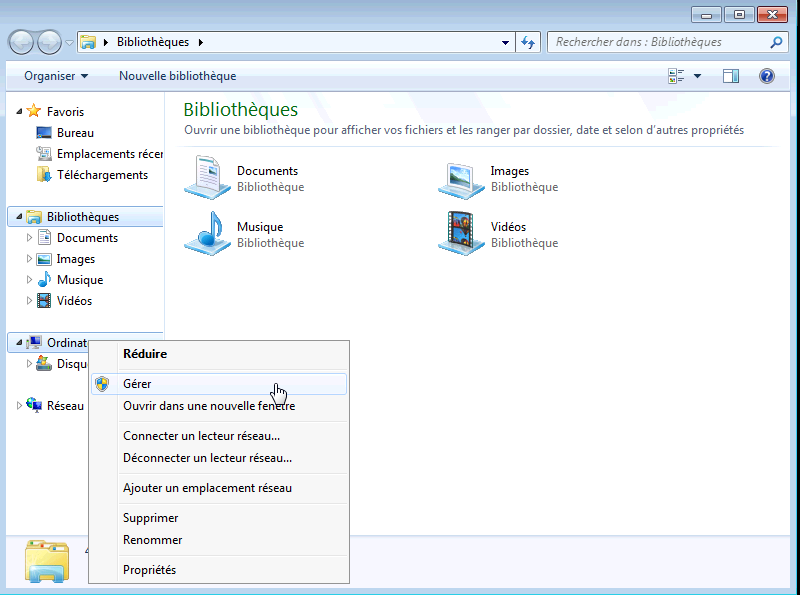 Bibliothèques
Rechercher dans : Bibliothèques
Organiser
Nouvelle bibliothèque
Favoris
Bureau
Emplacements récer
Téléchargements
Bibliothèques
Documents
Images
Musique
Vidéos
Ordinat
Disqu
Réseau
Bibliothèques
Ouvrir une bibliothèque pour afficher vos fichiers et les ranger par dossier, date et selon d'autres propriétés
Documents
Bibliothèque
Images
Bibliothèque
Musique
Bibliothèque
Vidéos
Bibliothèque
Réduire
Gérer
Ouvrir dans une nouvelle fenêtre
Connecter un lecteur réseau...
Déconnecter un lecteur réseau...
Ajouter un emplacement réseau
Supprimer
Renommer
Propriétés